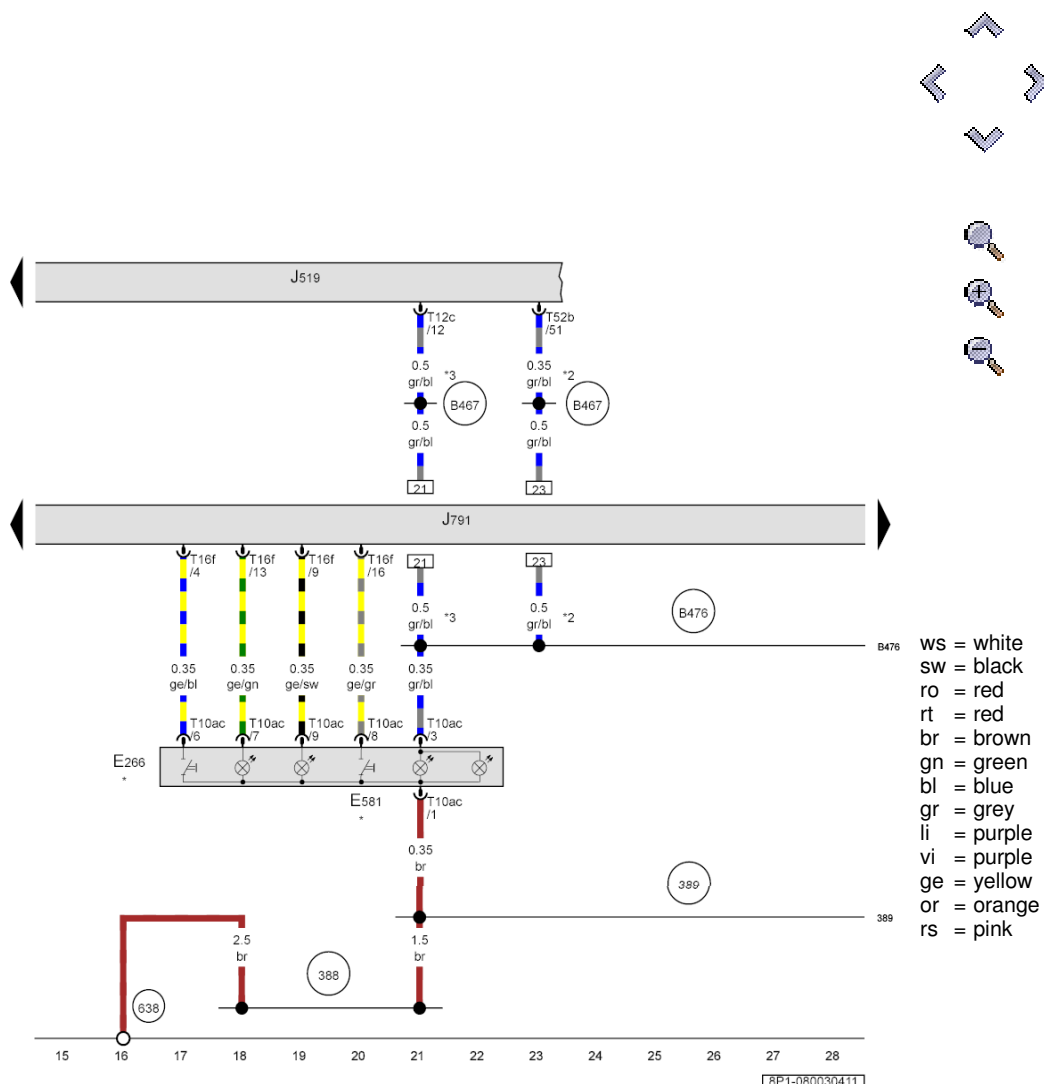 J519
T12c
/12
T52b
/51
0.5
gr/bl
*3
B467
0.35
gr/bl
*2
B467
0.5
gr/bl
0.5
gr/bl
21
23
J791
T16f
/4
T16f
/13
T16f
/9
T16f
/16
21
23
0.5
gr/bl
*3
0.5
gr/bl
*2
B476
B476
0.35
ge/bl
0.35
ge/gn
0.35
ge/sw
0.35
ge/gr
0.35
gr/bl
T10ac
/6
T10ac
/7
T10ac
/9
T10ac
/8
T10ac
/3
E266
*
E581
*
T10ac
/1
0.35
br
389
389
2.5
br
1.5
br
388
638
15 16 17 18 19 20 21 22 23 24 25 26 27 28
8P1-080030411
ws = white
sw = black
ro = red
rt = red
br = brown
gn = green
bl = blue
gr = grey
li = purple
vi = purple
ge = yellow
or = orange
rs = pink